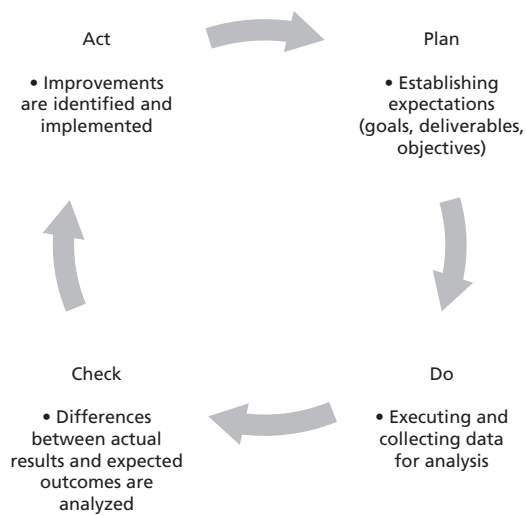 Act
• Improvements
are identified and
implemented
Plan
• Establishing
expectations
(goals, deliverables,
objectives)
Check
• Differences
between actual
results and expected
outcomes are
analyzed
Do
• Executing and
collecting data
for analysis